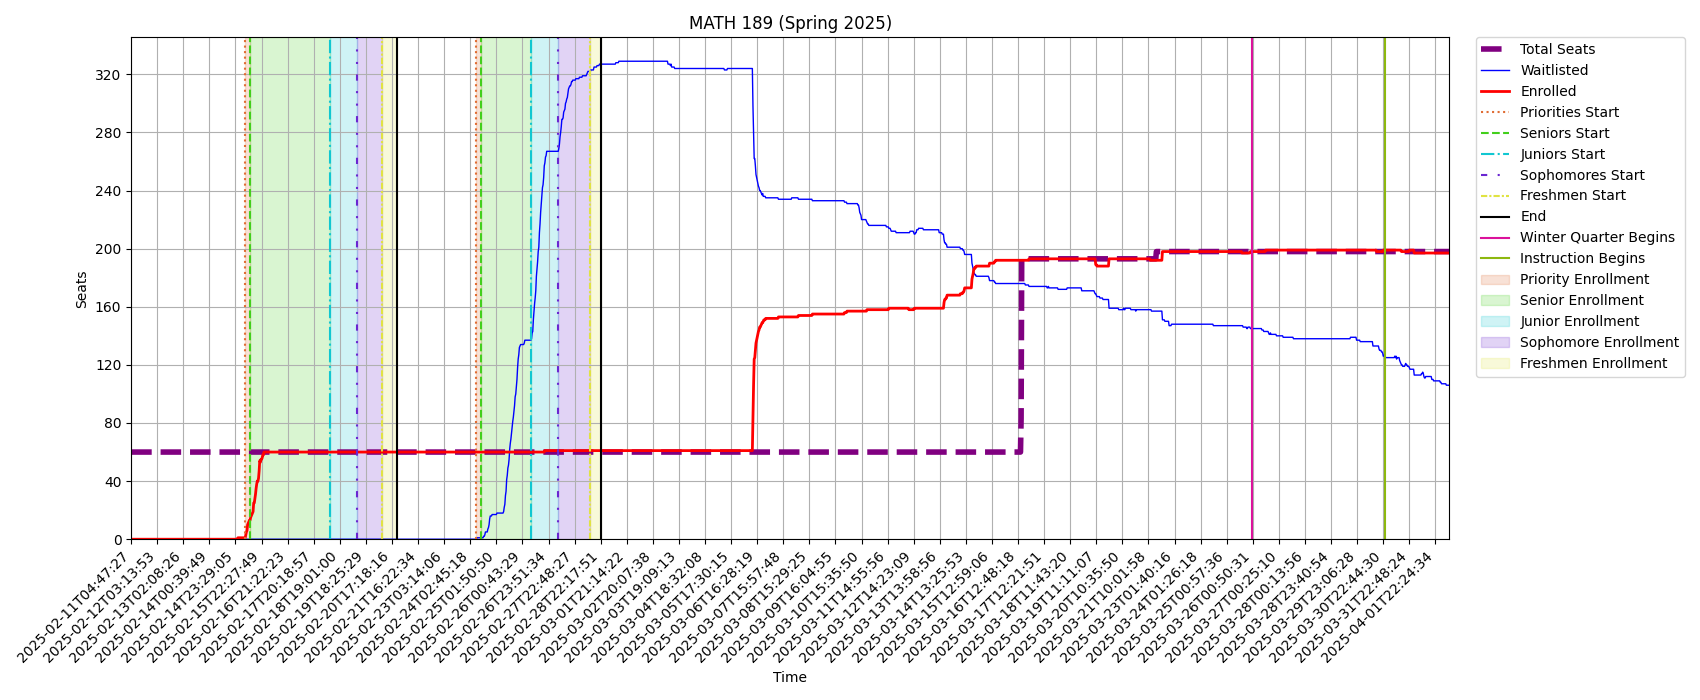 MATH 189 (Spring 2025)
Seats
320
280
240
200
160
120
80
40
0
2025-02-11T04:47:27
2025-02-12T03:13:53
2025-02-13T02:08:26
2025-02-14T00:39:49
2025-02-14T23:29:05
2025-02-15T22:27:49
2025-02-16T21:22:23
2025-02-17T20:18:57
2025-02-18T19:01:00
2025-02-19T18:25:29
2025-02-20T17:18:16
2025-02-21T16:22:34
2025-02-23T03:14:06
2025-02-24T02:45:18
2025-02-25T01:50:50
2025-02-26T00:43:29
2025-02-26T23:51:34
2025-02-27T22:48:27
2025-02-28T22:17:51
2025-03-01T21:14:22
2025-03-02T20:07:38
2025-03-03T19:09:13
2025-03-04T18:32:08
2025-03-05T17:30:15
2025-03-06T16:28:19
2025-03-07T15:57:48
2025-03-08T15:29:25
2025-03-09T16:04:55
2025-03-10T15:35:50
2025-03-11T14:55:56
2025-03-12T14:23:09
2025-03-13T13:58:56
2025-03-14T13:25:53
2025-03-15T12:59:06
2025-03-16T12:48:18
2025-03-17T12:21:51
2025-03-18T11:43:20
2025-03-19T11:11:07
2025-03-20T10:35:50
2025-03-21T10:01:58
2025-03-23T01:40:16
2025-03-24T01:26:18
2025-03-25T00:57:36
2025-03-26T00:50:31
2025-03-27T00:25:10
2025-03-28T00:13:56
2025-03-28T23:40:54
2025-03-29T23:06:28
2025-03-30T22:44:30
2025-03-31T22:48:24
2025-04-01T22:24:34
Time
Total Seats
Waitlisted
Enrolled
Priorities Start
Seniors Start
Juniors Start
Sophomores Start
Freshmen Start
End
Winter Quarter Begins
Instruction Begins
Priority Enrollment
Senior Enrollment
Junior Enrollment
Sophomore Enrollment
Freshmen Enrollment